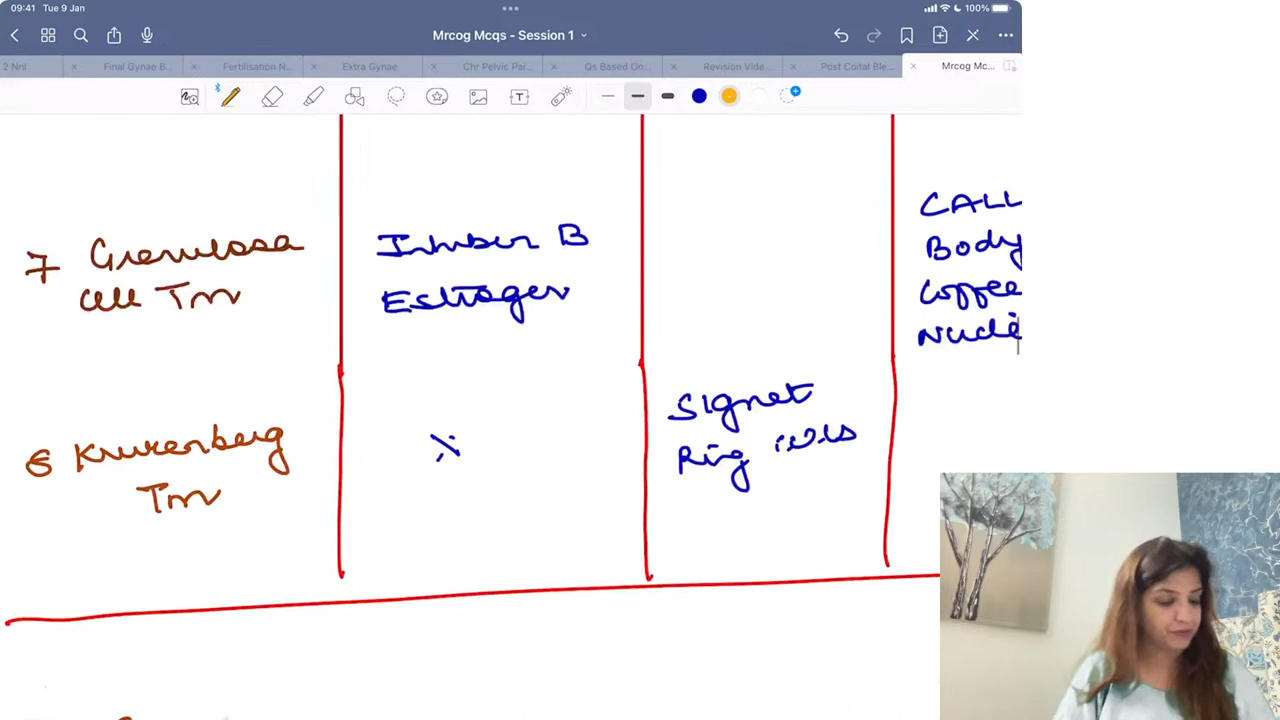 09:41 Tue 9 Jan
100%
Mrcog Mcqs - Session 1
2 Nnl
Final Gynae B...
Fertilisation N...
Extra Gynae
Chr Pelvic Pai...
Qs Based On...
Revision Vide...
Post Coital Ble...
Mrcog Mc...
7 Granulosa
cell Tm
Inhibin B
Estrogen
CALL
Body
Coffee
Nuclei
Krukenberg
Tm
Signet
Ring cells